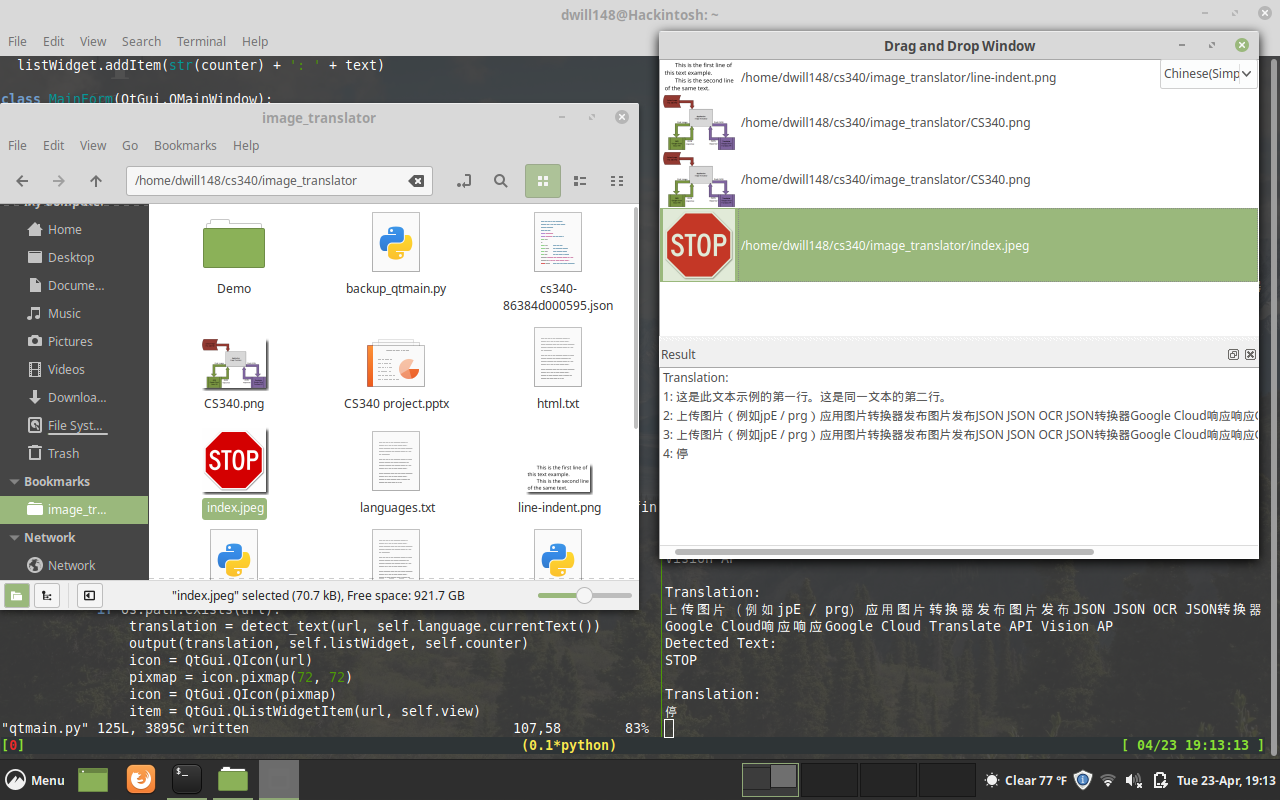 dwill148@Hackintosh: ~
File Edit View Search Terminal Help
listWidget.addItem(str(counter) + ': ' + text)
class MainForm(QtGui.QMainWindow):
image_translator
File Edit View Go Bookmarks Help
/home/dwill148/cs340/image_translator
My Computer
Home
Desktop
Docume...
Music
Pictures
Videos
Downloa...
File Syst...
Trash
Bookmarks
image_tr...
Network
Network
Demo
backup_qtmain.py
cs340-
86384d000595.json
CS340.png
CS340 project.pptx
html.txt
STOP
index.jpeg
languages.txt
This is the first line of
this text example.
This is the second line
of the same text.
line-indent.png
"index.jpeg" selected (70.7 kB), Free space: 921.7 GB
if os.path.exists(url):
translation = detect_text(url, self.language.currentText())
output(translation, self.listWidget, self.counter)
icon = QtGui.QIcon(url)
pixmap = icon.pixmap(72, 72)
icon = QtGui.QIcon(pixmap)
item = QtGui.QListWidgetItem(url, self.view)
"qtmain.py" 125L, 3895C written 107,58 83%
Drag and Drop Window
This is the first line of
this text example.
This is the second line
of the same text.
/home/dwill148/cs340/image_translator/line-indent.png
Chinese(Simp
/home/dwill148/cs340/image_translator/CS340.png
/home/dwill148/cs340/image_translator/CS340.png
STOP
/home/dwill148/cs340/image_translator/index.jpeg
Result
Translation:
1: 这是此文本示例的第一行。这是同一文本的第二行。
2: 上传图片（例如jpE / prg）应用图片转换器发布图片发布JSON JSON OCR JSON转换器Google Cloud响应响应G
3: 上传图片（例如jpE / prg）应用图片转换器发布图片发布JSON JSON OCR JSON转换器Google Cloud响应响应G
4: 停
fin
Vision AP
Translation:
上传图片（例如jpE / prg）应用图片转换器发布图片发布JSON JSON OCR JSON转换器
Google Cloud响应响应Google Cloud Translate API Vision AP
Detected Text:
STOP
Translation:
停
[0] (0.1*python) [ 04/23 19:13:13 ]
Menu
Clear 77 °F
Tue 23-Apr, 19:13